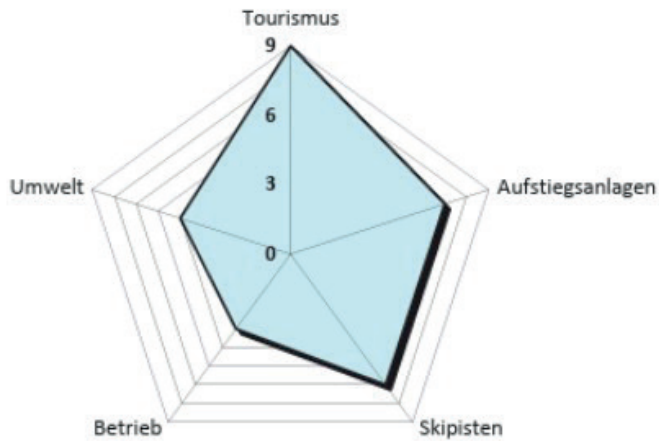 Tourismus
9
6
Umwelt
3
Aufstiegsanlagen
0
Betrieb
Skipisten